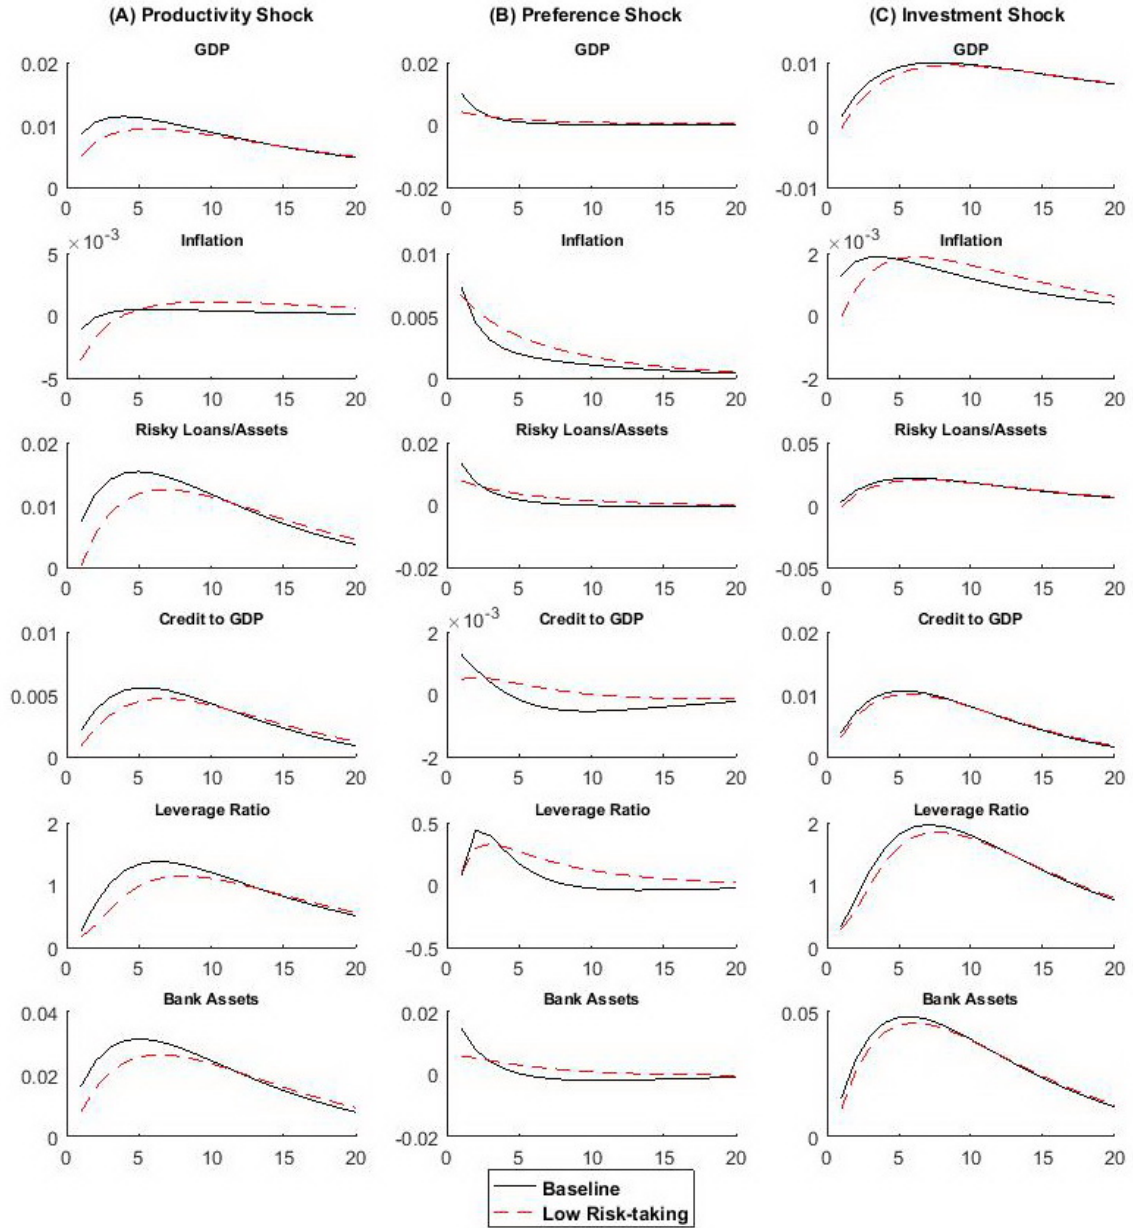 (A) Productivity Shock (B) Preference Shock (C) Investment Shock
GDP GDP GDP
0.02 0.02 0.01
0.01 0 0
0 -0.02 -0.01
0 5 10 15 20 0 5 10 15 20 0 5 10 15 20
Inflation Inflation Inflation
5 × 10⁻³ 0.01 2 × 10⁻³
0 0.005 0
-5 0 -2
0 5 10 15 20 0 5 10 15 20 0 5 10 15 20
Risky Loans/Assets Risky Loans/Assets Risky Loans/Assets
0.02 0.02 0.05
0.01 0 0
0 -0.02 -0.05
0 5 10 15 20 0 5 10 15 20 0 5 10 15 20
Credit to GDP Credit to GDP Credit to GDP
0.01 2 × 10⁻³ 0.02
0.005 0 0.01
0 -2 0
0 5 10 15 20 0 5 10 15 20 0 5 10 15 20
Leverage Ratio Leverage Ratio Leverage Ratio
2 0.5 2
1 0 1
0 -0.5 0
0 5 10 15 20 0 5 10 15 20 0 5 10 15 20
Bank Assets Bank Assets Bank Assets
0.04 0.02 0.05
0.02 0
0 -0.02 0
0 5 10 15 20 0 5 10 15 20 0 5 10 15 20
Baseline
Low Risk-taking